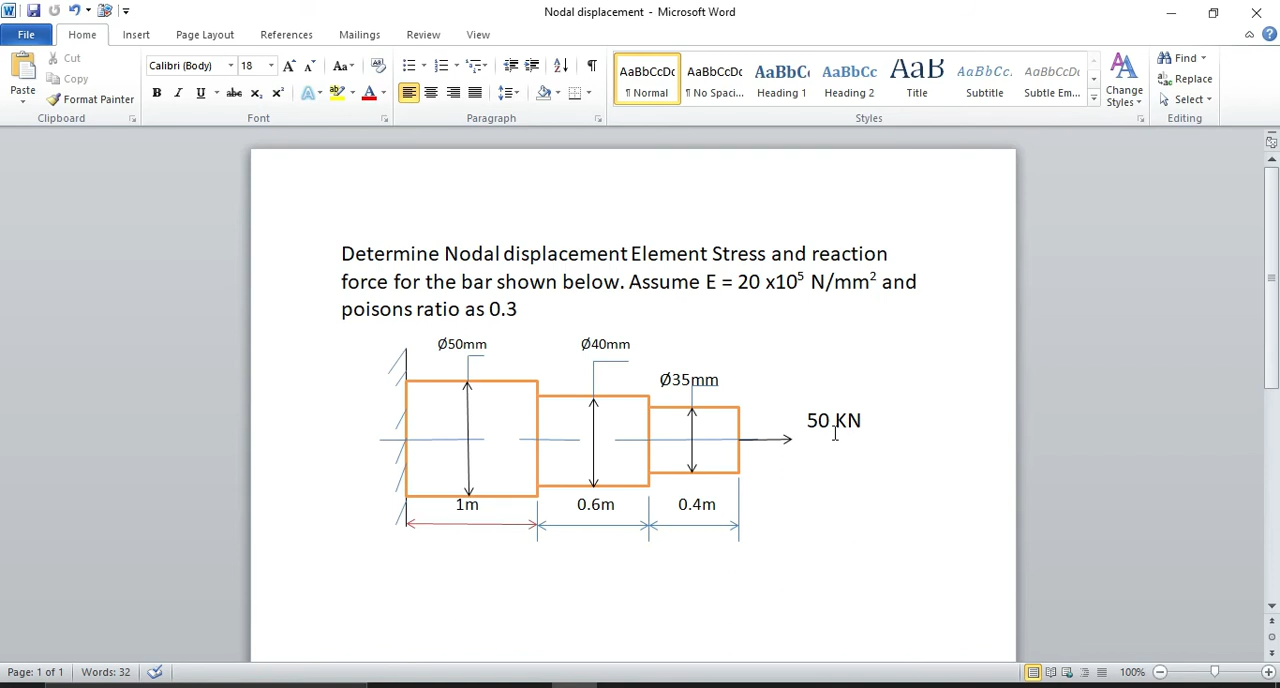 Nodal displacement - Microsoft Word
File Home Insert Page Layout References Mailings Review View
Cut
Copy
Format Painter
Paste
Clipboard
Calibri (Body) 18
Font
Paragraph
AaBbCcDc AaBbCcDc AaBbC AaBbCc AaB AaBbCc. AaBbCcDc
¶ Normal ¶ No Spaci... Heading 1 Heading 2 Title Subtitle Subtle Em...
Styles
Change Styles
Find
Replace
Select
Editing
Determine Nodal displacement Element Stress and reaction
force for the bar shown below. Assume E = 20 x10⁵ N/mm² and
poisons ratio as 0.3
Ø50mm Ø40mm
Ø35mm
50 KN
1m 0.6m 0.4m
Page: 1 of 1 Words: 32 100%